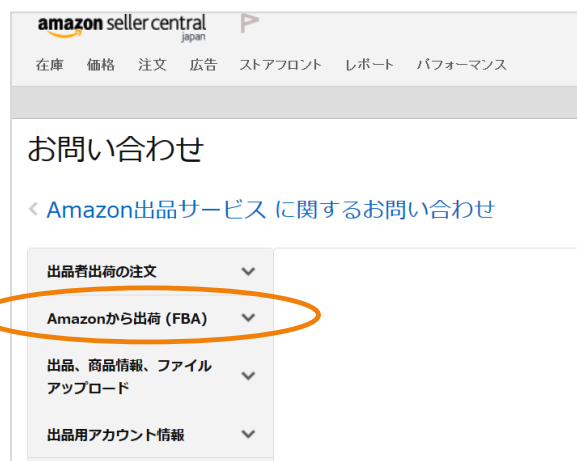 amazon seller central
japan
在庫 価格 注文 広告 ストアフロント レポート パフォーマンス
お問い合わせ
Amazon出品サービス に関するお問い合わせ
出品者出荷の注文
Amazonから出荷 (FBA)
出品、商品情報、ファイル
アップロード
出品用アカウント情報